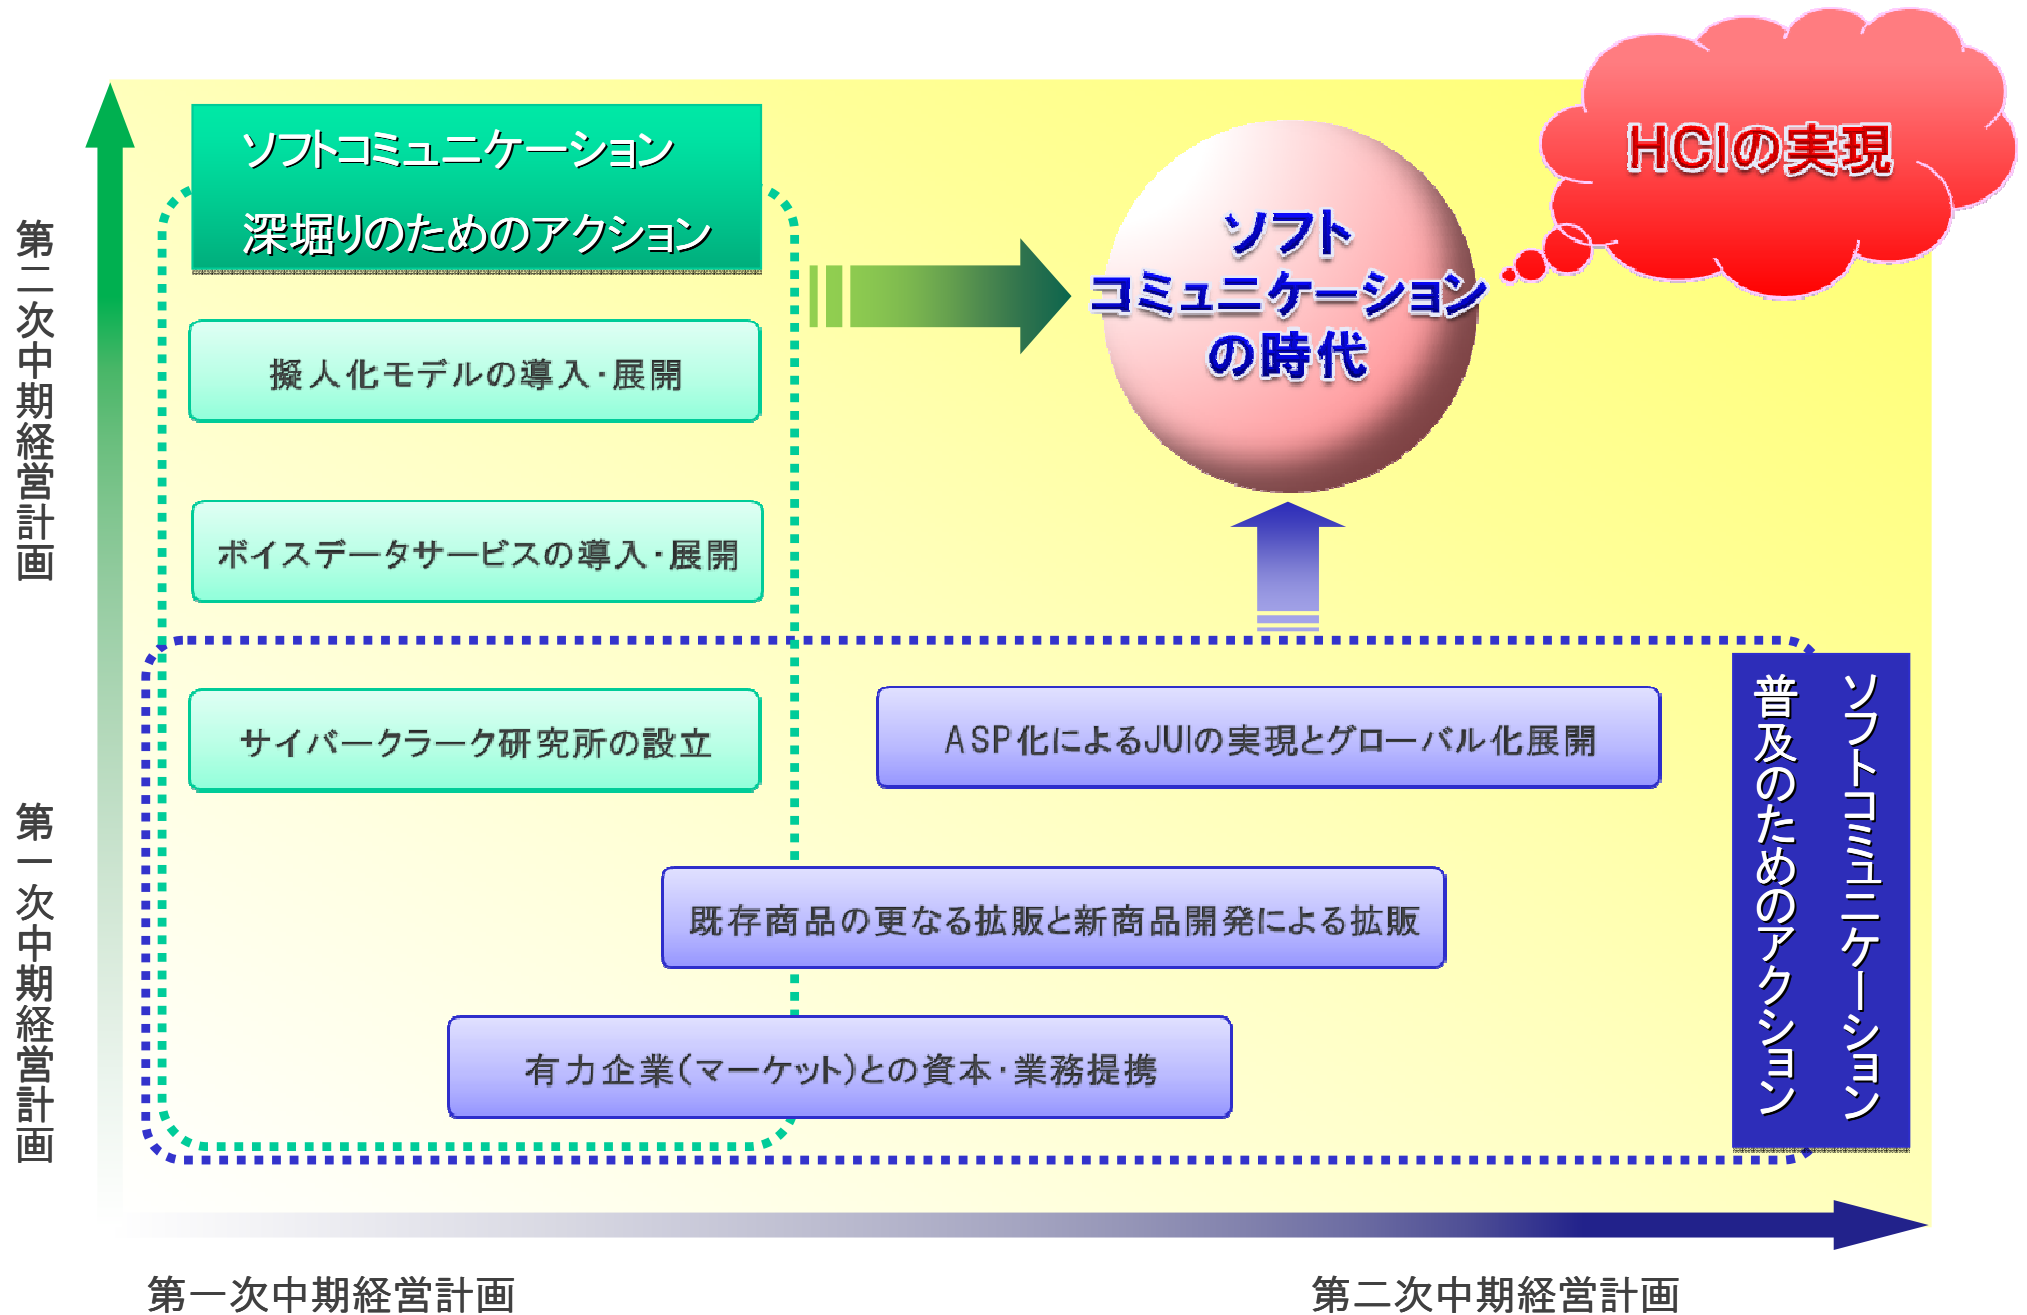 ソフトコミュニケーション
深堀りのためのアクション
HCIの実現
ソフト
コミュニケーション
の時代
第二次中期経営計画
擬人化モデルの導入・展開
ボイスデータサービスの導入・展開
サイバークラーク研究所の設立
ASP化によるJUIの実現とグローバル化展開
ソフトコミュニケーション
普及のためのアクション
第一次中期経営計画
既存商品の更なる拡販と新商品開発による拡販
有力企業(マーケット)との資本・業務提携
第一次中期経営計画
第二次中期経営計画